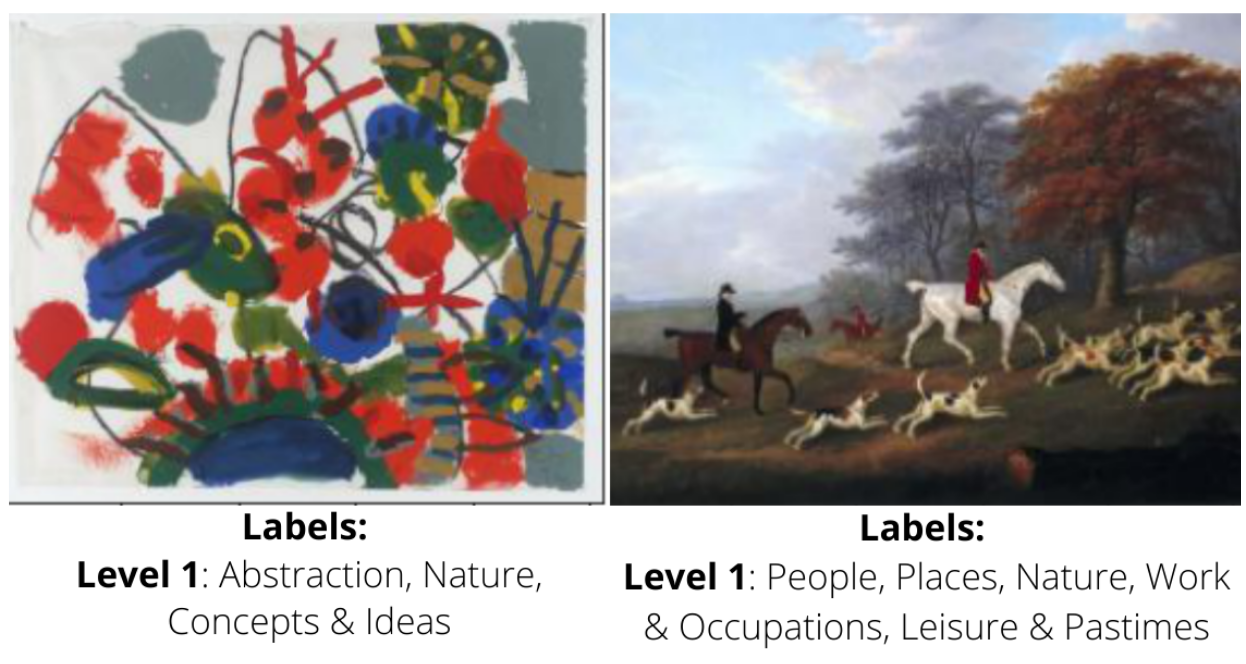 Labels:
Level 1: Abstraction, Nature,
Concepts & Ideas
Labels:
Level 1: People, Places, Nature, Work
& Occupations, Leisure & Pastimes